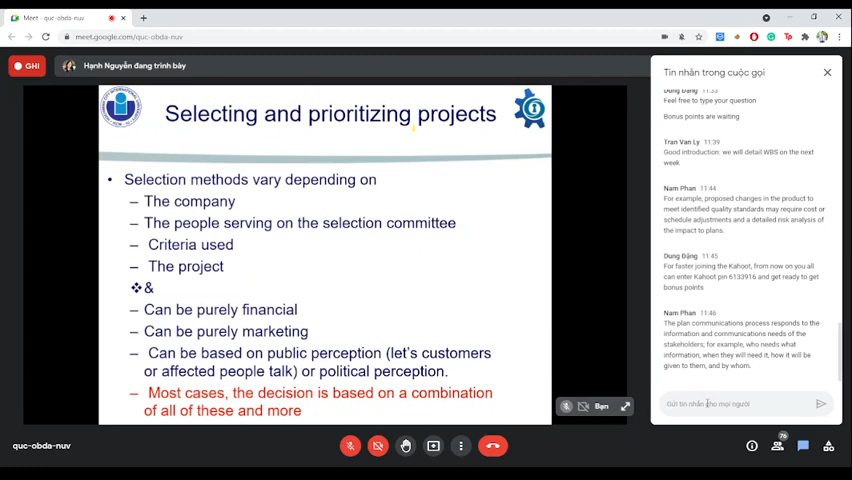 Meet - quc-obda-nuv
meet.google.com/quc-obda-nuv
GHI
Hạnh Nguyễn đang trình bày
Selecting and prioritizing projects
• Selection methods vary depending on
– The company
– The people serving on the selection committee
– Criteria used
– The project
❖&
– Can be purely financial
– Can be purely marketing
– Can be based on public perception (let's customers
or affected people talk) or political perception.
– Most cases, the decision is based on a combination
of all of these and more
Bạn
Tin nhắn trong cuộc gọi
Dung Đặng 11:33
Feel free to type your question
Bonus points are waiting
Tran Van Ly 11:39
Good introduction: we will detail WBS on the next
week
Nam Phan 11:44
For example, proposed changes in the product to
meet identified quality standards may require cost or
schedule adjustments and a detailed risk analysis of
the impact to plans.
Dung Đặng 11:45
For faster joining the Kahoot, from now on you all
can enter Kahoot pin 6133916 and get ready to get
bonus points
Nam Phan 11:46
The plan communications process responds to the
information and communications needs of the
stakeholders; for example, who needs what
information, when they will need it, how it will be
given to them, and by whom.
Gửi tin nhắn cho mọi người
quc-obda-nuv
76